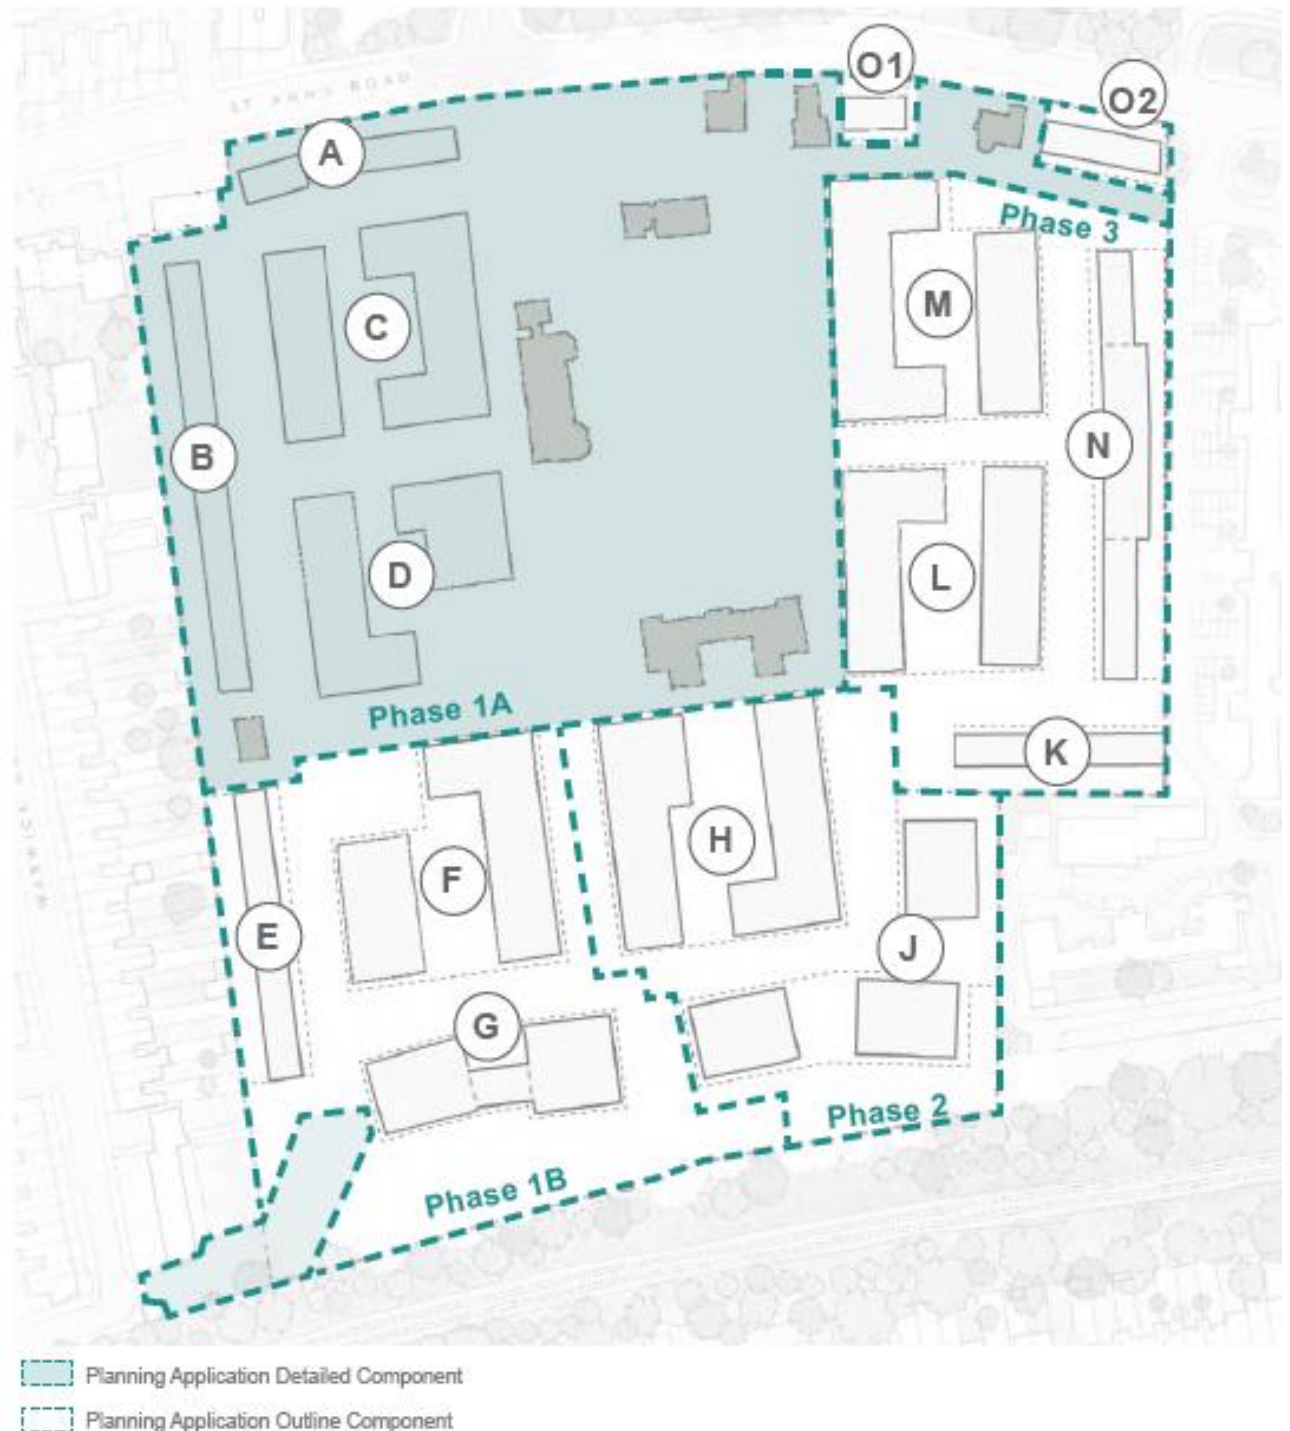 O1
O2
ST ANN'S ROAD
A
Phase 3
C
M
B
N
D
L
Phase 1A
K
H
F
E
J
G
Phase 2
Phase 1B
Planning Application Detailed Component
Planning Application Outline Component